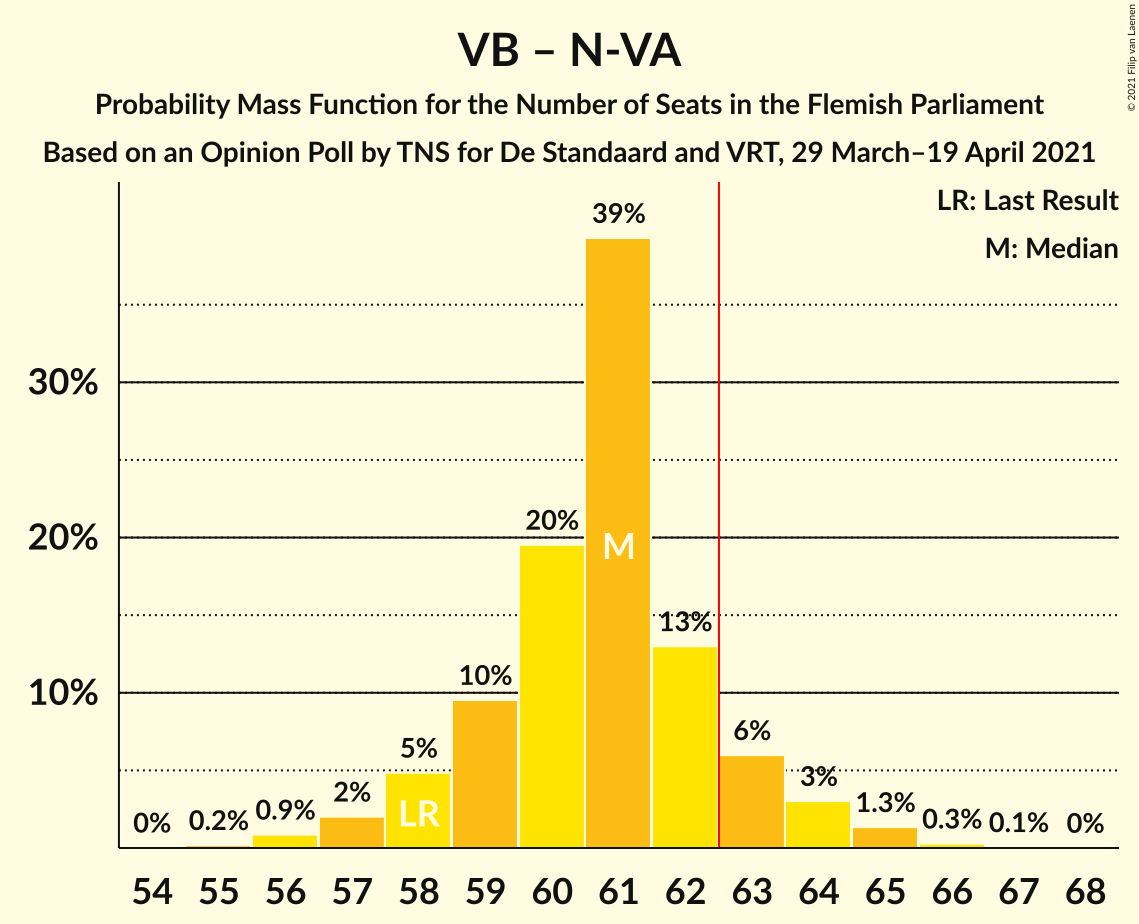 VB – N-VA
Probability Mass Function for the Number of Seats in the Flemish Parliament
Based on an Opinion Poll by TNS for De Standaard and VRT, 29 March–19 April 2021
© 2021 Filip van Laenen
LR: Last Result
M: Median
39%
30%
20%
20%
M
13%
10%
10%
6%
5%
3%
2%
1.3%
0.9%
LR
0%
0.2%
0.3%
0.1%
0%
54 55 56 57 58 59 60 61 62 63 64 65 66 67 68